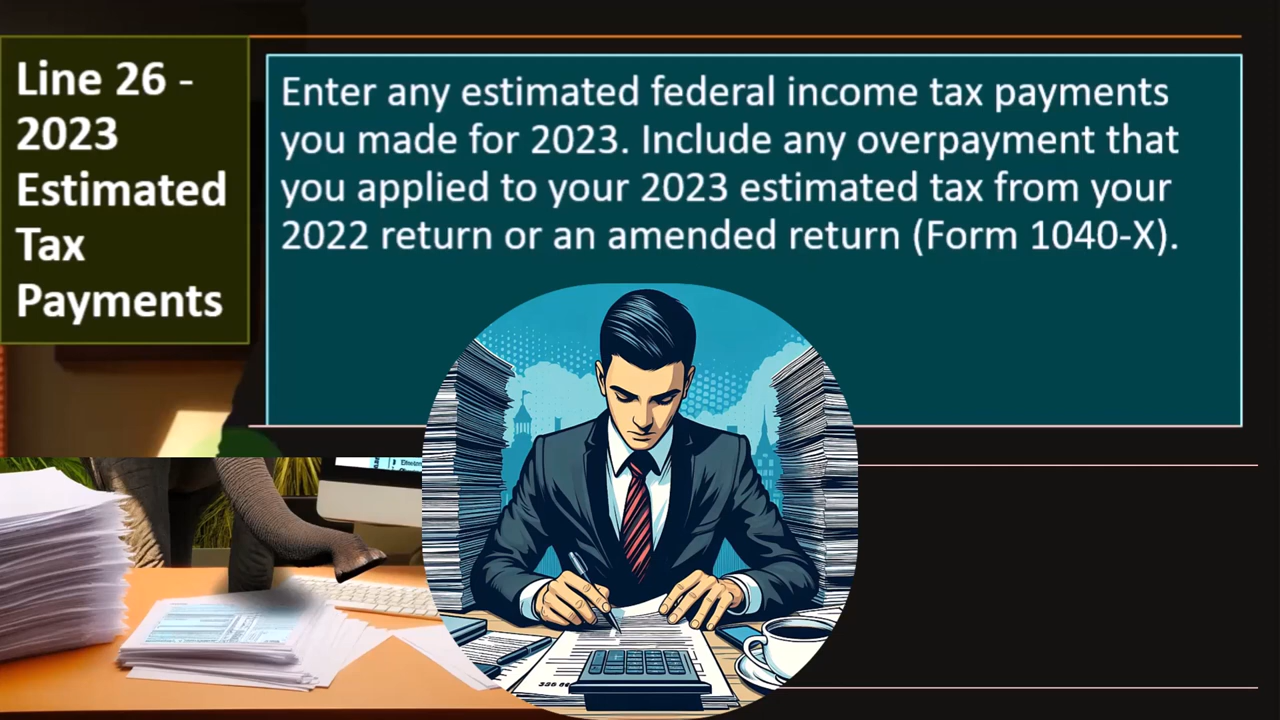 Line 26 -
2023
Estimated
Tax
Payments
Enter any estimated federal income tax payments
you made for 2023. Include any overpayment that
you applied to your 2023 estimated tax from your
2022 return or an amended return (Form 1040-X).